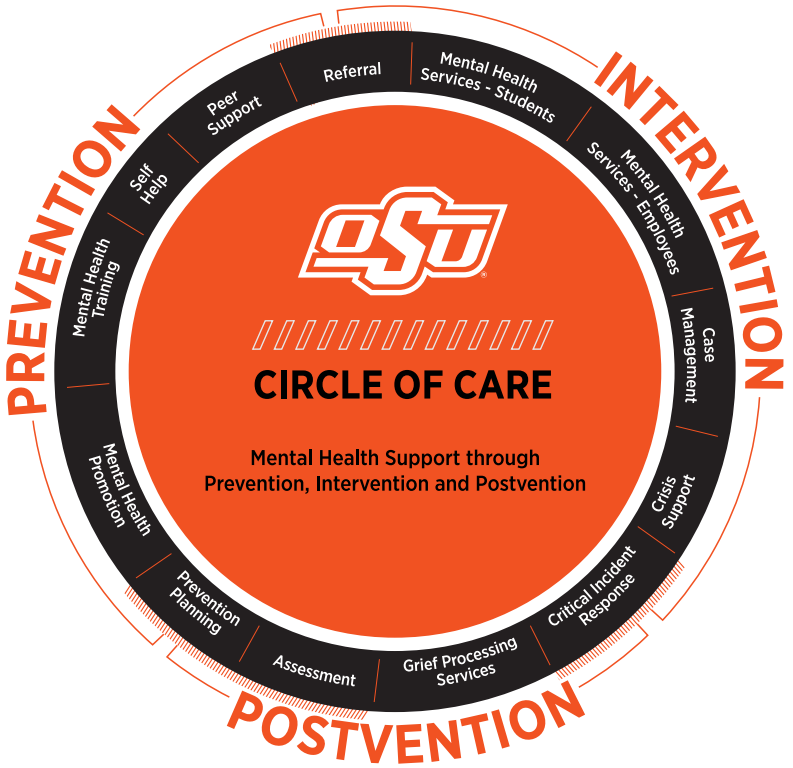 PREVENTION
INTERVENTION
POSTVENTION
Referral
Mental Health
Services - Students
Mental Health
Services - Employees
Case
Management
Crisis
Support
Critical Incident
Response
Grief Processing
Services
Assessment
Prevention
Planning
Mental Health
Promotion
Mental Health
Training
Self
Help
Peer
Support
OSU®
CIRCLE OF CARE
Mental Health Support through
Prevention, Intervention and Postvention